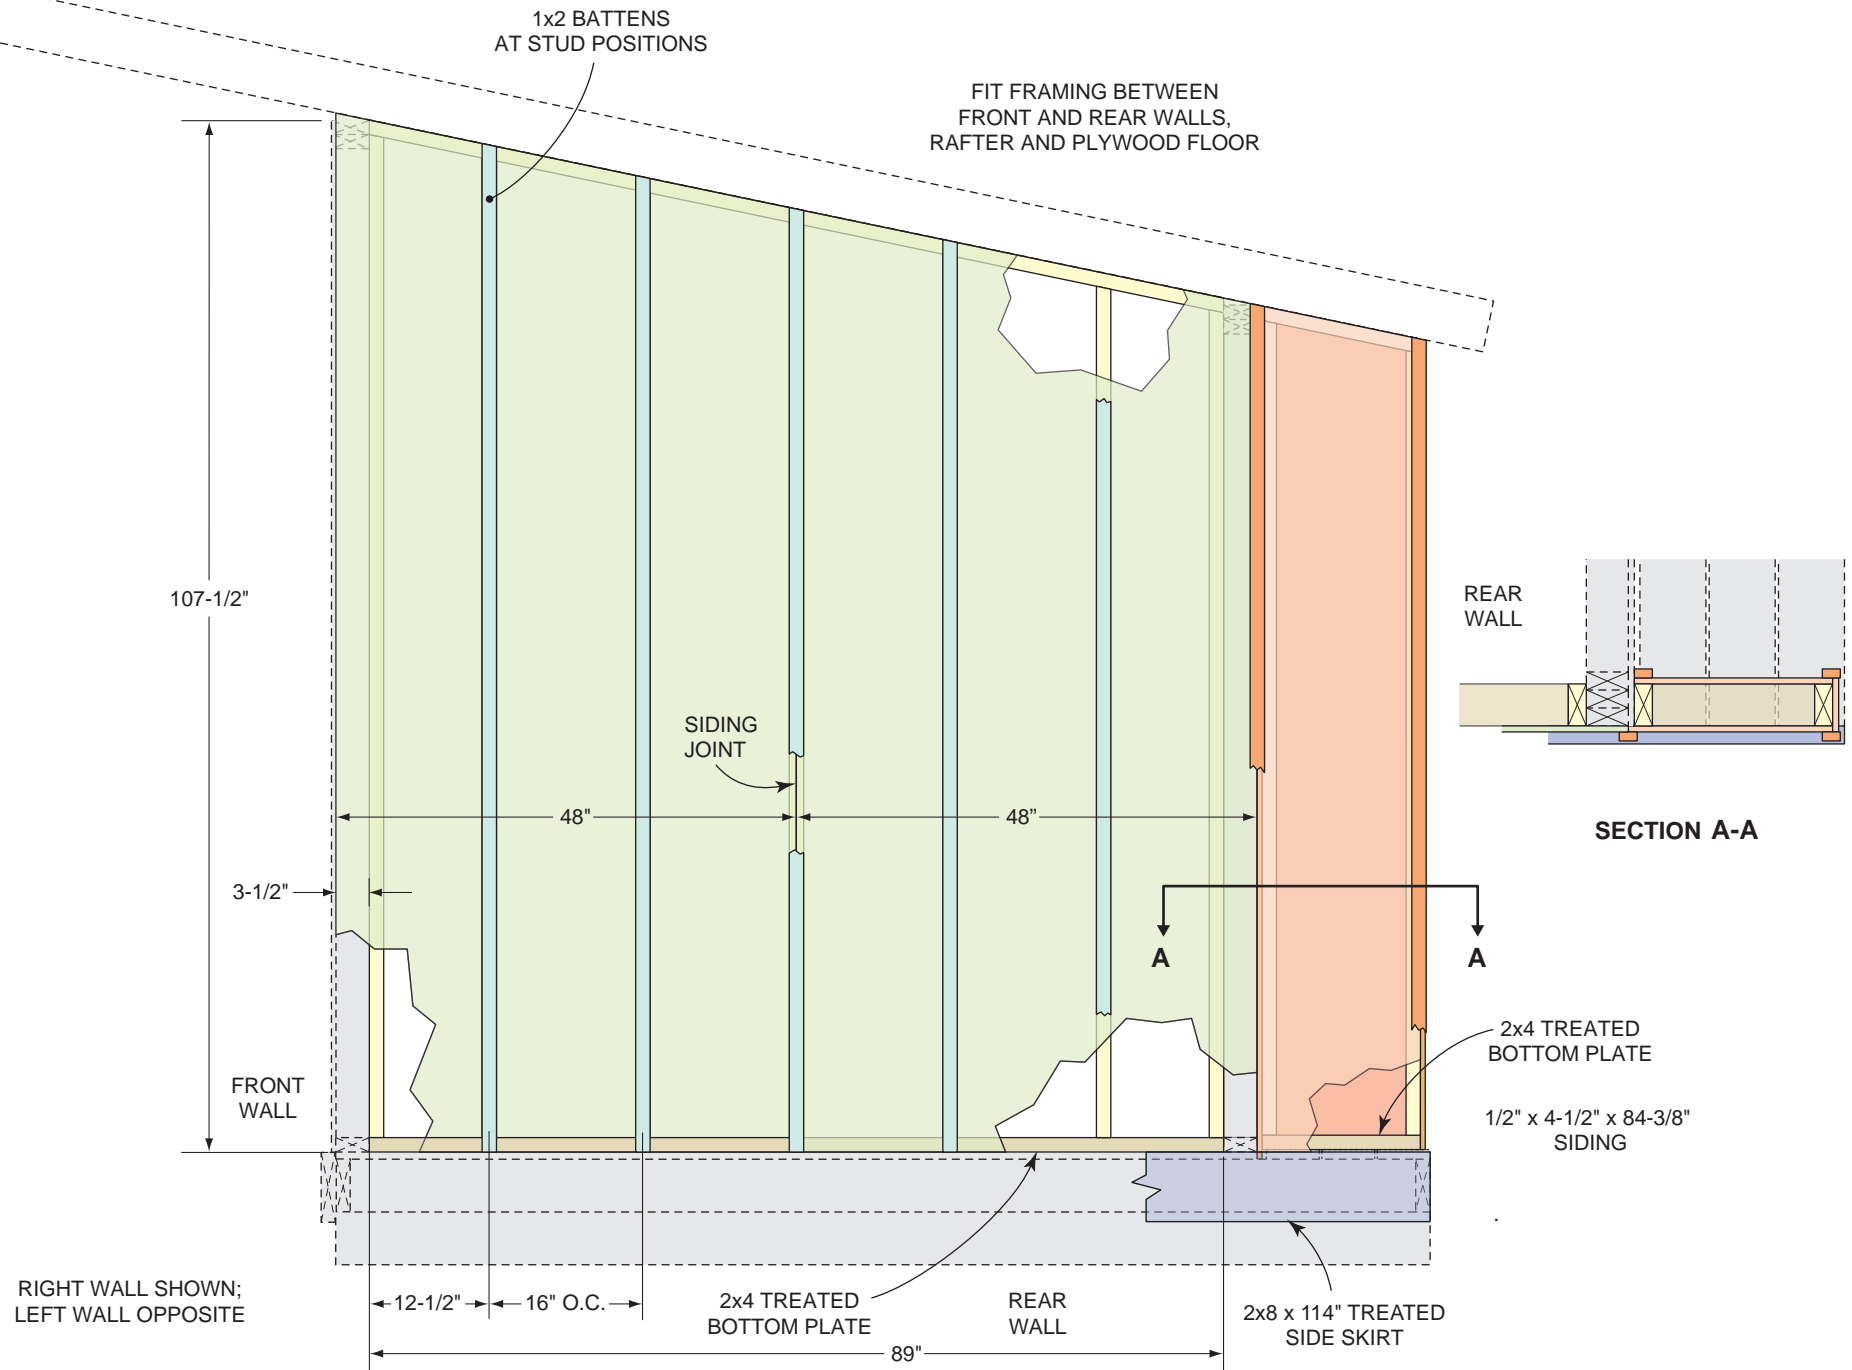 1x2 BATTENS
AT STUD POSITIONS
FIT FRAMING BETWEEN
FRONT AND REAR WALLS,
RAFTER AND PLYWOOD FLOOR
107-1/2"
REAR
WALL
SIDING
JOINT
48"
48”
SECTION A-A
3-1/2"
A
A
2x4 TREATED
BOTTOM PLATE
FRONT
WALL
1/2" x 4-1/2" x 84-3/8"
SIDING
RIGHT WALL SHOWN;
LEFT WALL OPPOSITE
12-1/2"
16" O.C.
2x4 TREATED
BOTTOM PLATE
REAR
WALL
2x8 x 114" TREATED
SIDE SKIRT
89"